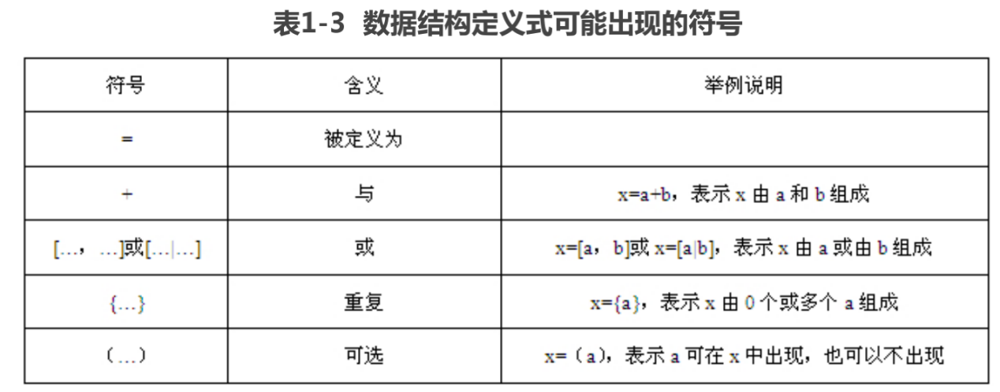 表1-3 数据结构定义式可能出现的符号
符号 含义 举例说明
= 被定义为
+ 与 x=a+b，表示 x 由 a 和 b 组成
[…，…]或[…|…] 或 x=[a，b]或 x=[a|b]，表示 x 由 a 或由 b 组成
{…} 重复 x={a}，表示 x 由 0 个或多个 a 组成
（…） 可选 x=（a），表示 a 可在 x 中出现，也可以不出现